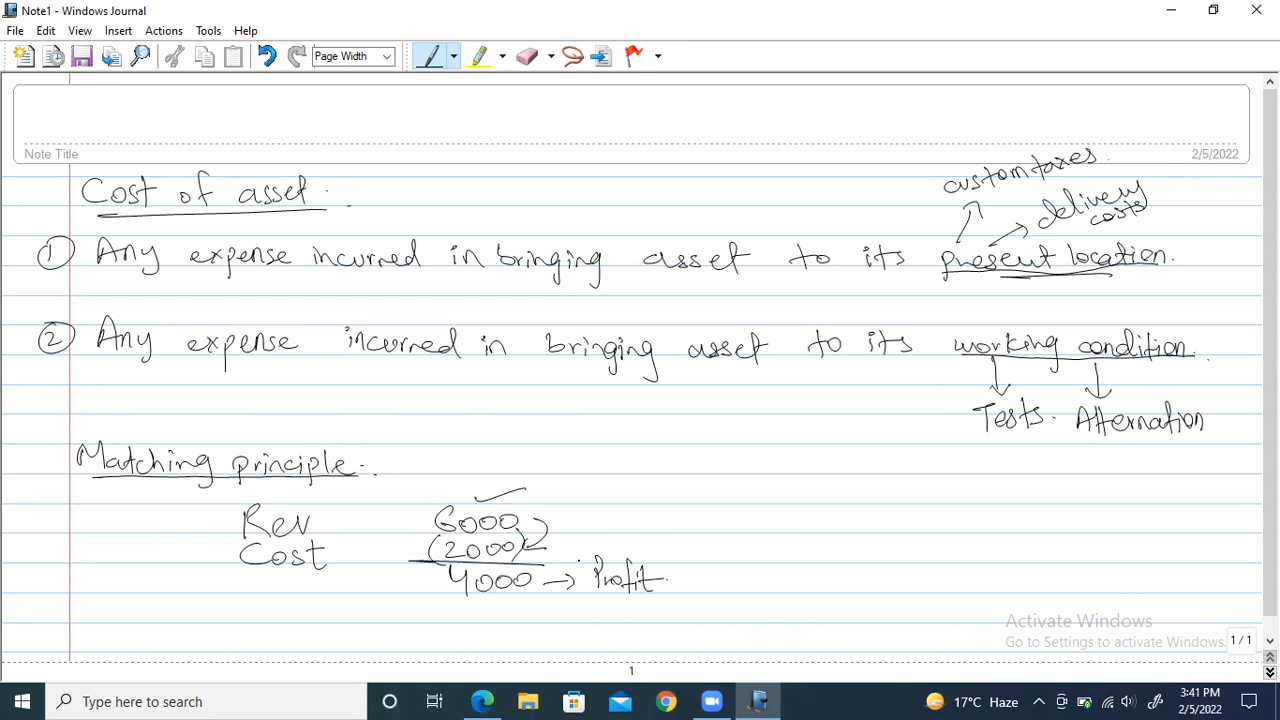 Note1 - Windows Journal
File Edit View Insert Actions Tools Help
Page Width
Note Title
2/5/2022
custom taxes
delivery
costs
Cost of asset
① Any expense incurred in bringing asset to its present location.
② Any expense incurred in bringing asset to its working condition.
Tests. Alternation
Matching principle.
Rev 6000
Cost (2000)
4000 → Profit.
Activate Windows
Go to Settings to activate Windows.
1 / 1
1
Type here to search
17°C Haze
3:41 PM
2/5/2022